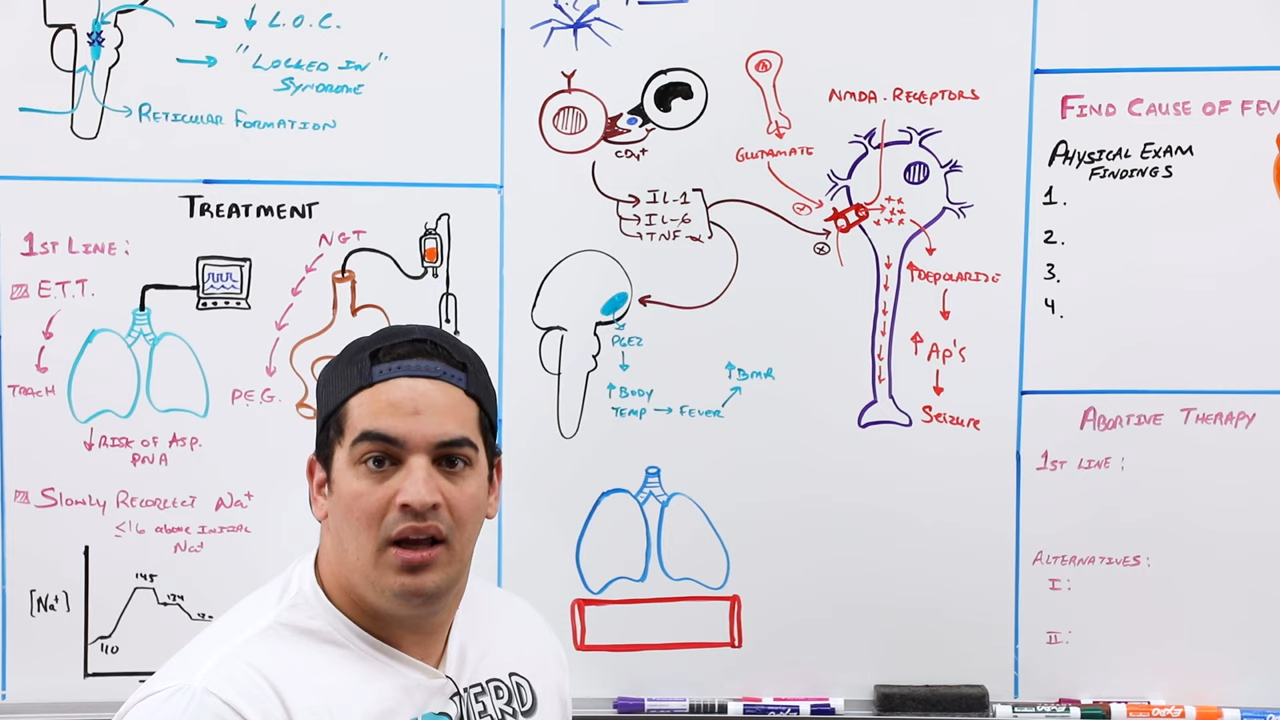 → ↓ L.O.C.
→ "LOCKED IN"
SYNDROME
RETICULAR FORMATION
TREATMENT
1ST LINE:
E.T.T.
TRACH
↓RISK OF ASP.
PNA
NGT
P.E.G.
SLOWLY RECORRECT Na+
≤16 above INITIAL
Na+
[Na+]
145
134
110
CD4+
IL-1
IL-6
TNF-α
GLUTAMATE
NMDA-RECEPTORS
+
+
↑DEPOLARIZE
↑AP's
Seizure
PGE2
↑BODY
TEMP → FEVER
↑BMR
FIND CAUSE OF FEV
PHYSICAL EXAM
FINDINGS
1.
2.
3.
4.
ABORTIVE THERAPY
1ST LINE:
ALTERNATIVES:
I:
II:
NERD
EXPO